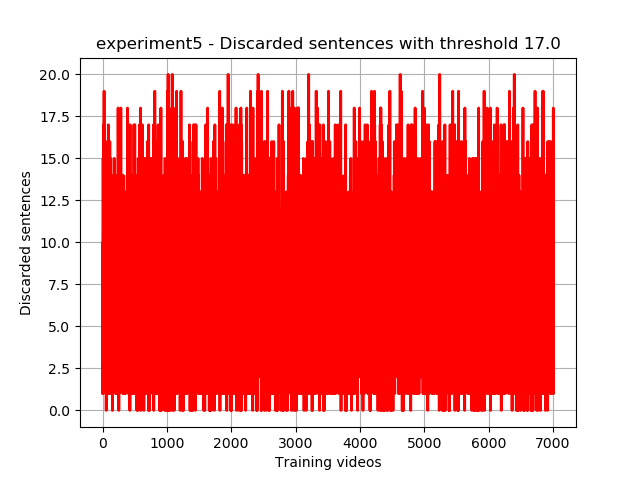 experiment5 - Discarded sentences with threshold 17.0
20.0
17.5
15.0
12.5
10.0
7.5
5.0
2.5
0.0
Discarded sentences
0 1000 2000 3000 4000 5000 6000 7000
Training videos